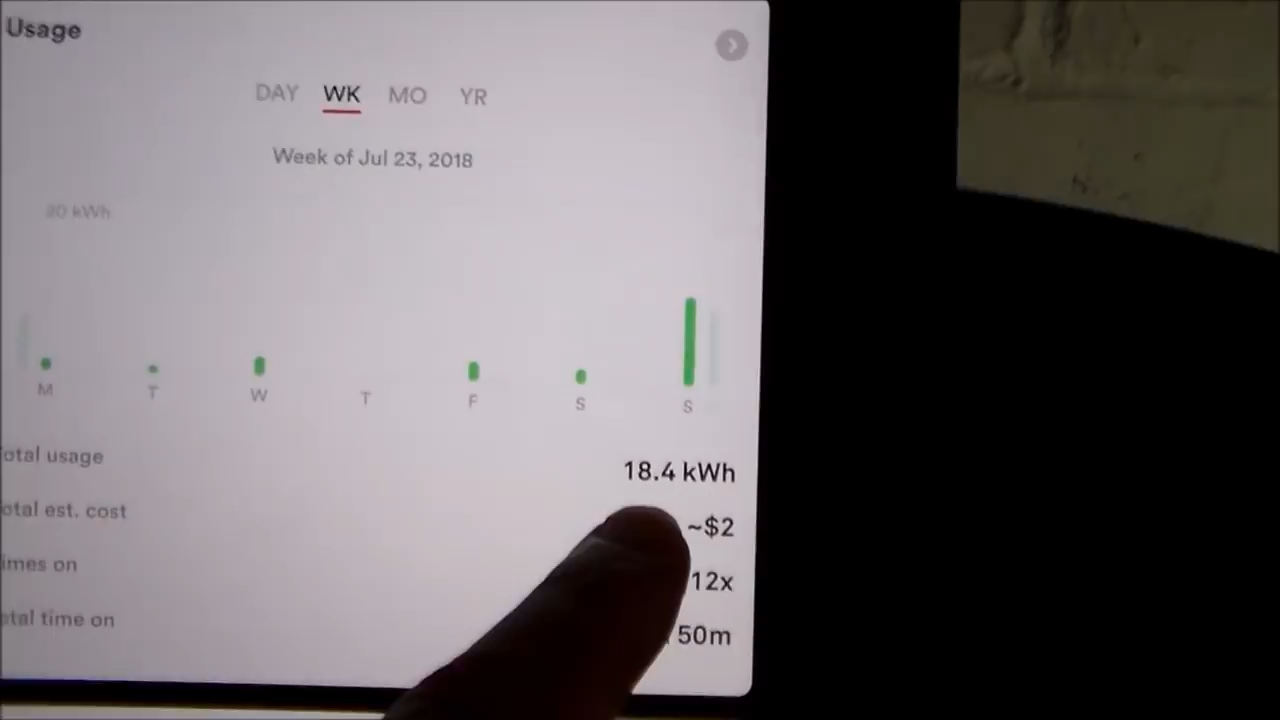 Usage
DAY WK MO YR
Week of Jul 23, 2018
kWh
M T W T F S S
otal usage 18.4 kWh
otal est. cost ~$2
imes on 12x
otal time on 50m